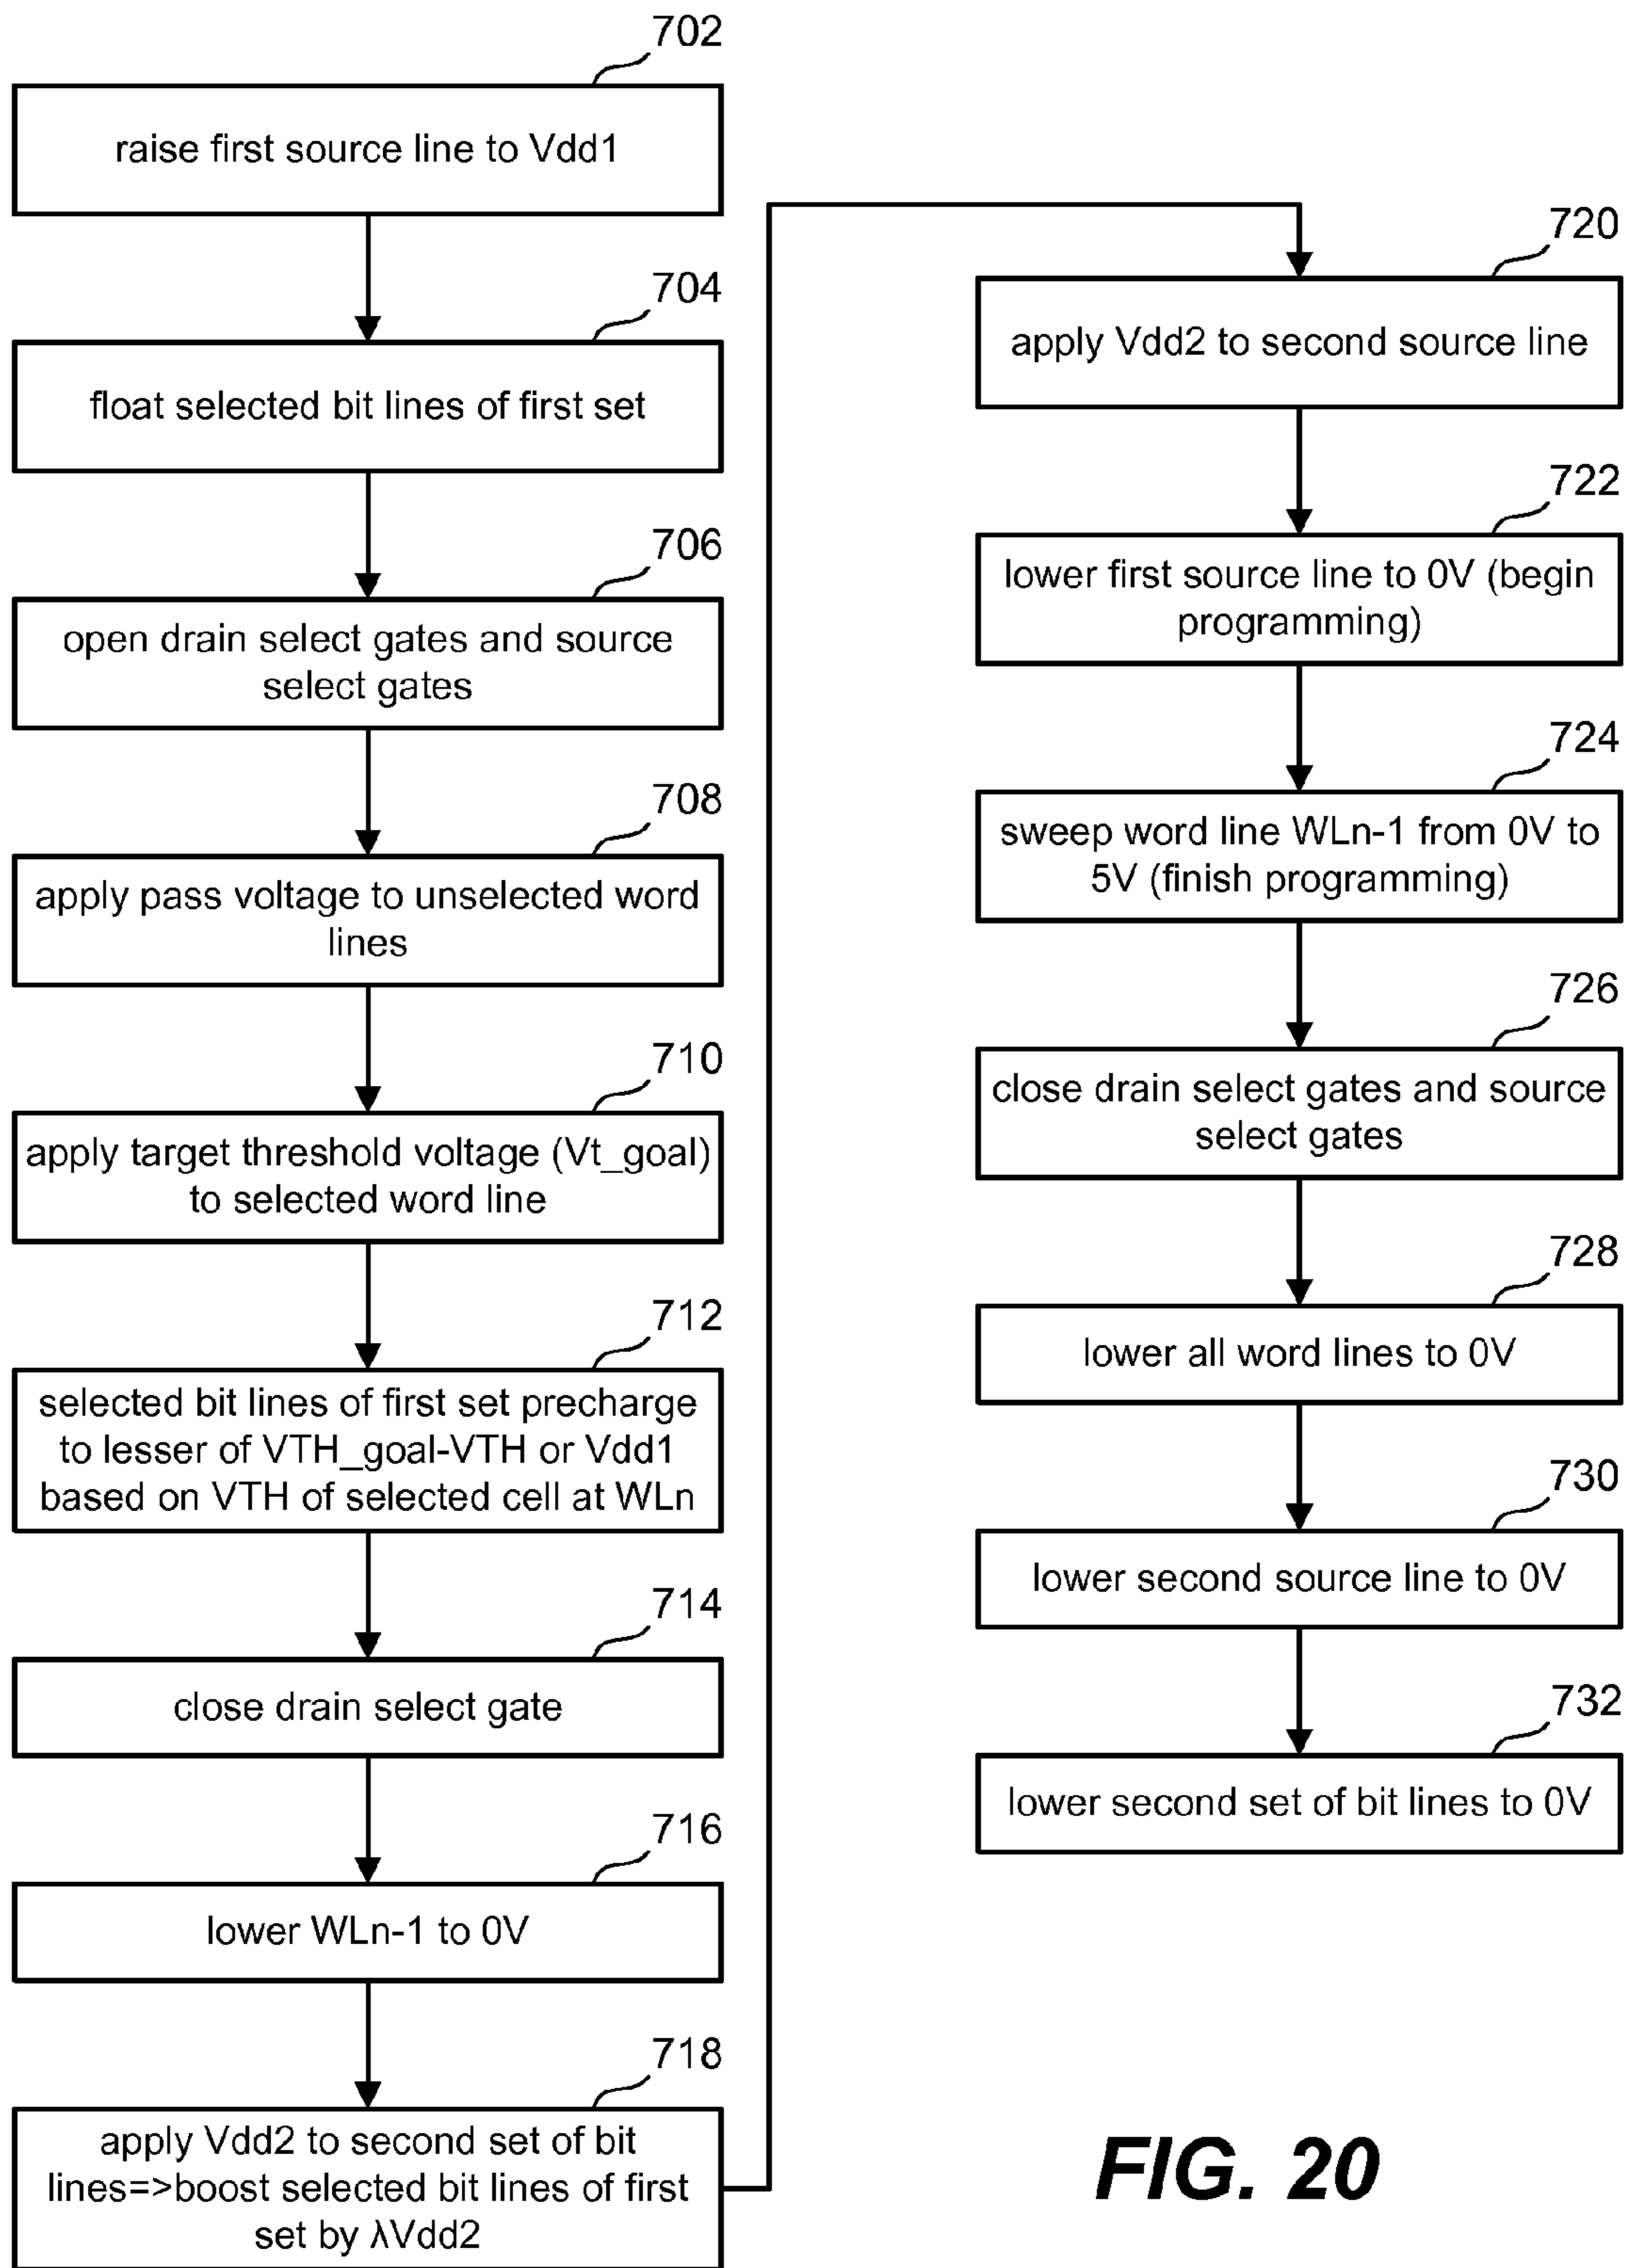 702
raise first source line to Vdd1
704
float selected bit lines of first set
706
open drain select gates and source
select gates
708
apply pass voltage to unselected word
lines
710
apply target threshold voltage (Vt_goal)
to selected word line
712
selected bit lines of first set precharge
to lesser of VTH_goal-VTH or Vdd1
based on VTH of selected cell at WLn
714
close drain select gate
716
lower WLn-1 to 0V
718
apply Vdd2 to second set of bit
lines=>boost selected bit lines of first
set by λVdd2
720
apply Vdd2 to second source line
722
lower first source line to 0V (begin
programming)
724
sweep word line WLn-1 from 0V to
5V (finish programming)
726
close drain select gates and source
select gates
728
lower all word lines to 0V
730
lower second source line to 0V
732
lower second set of bit lines to 0V
FIG. 20